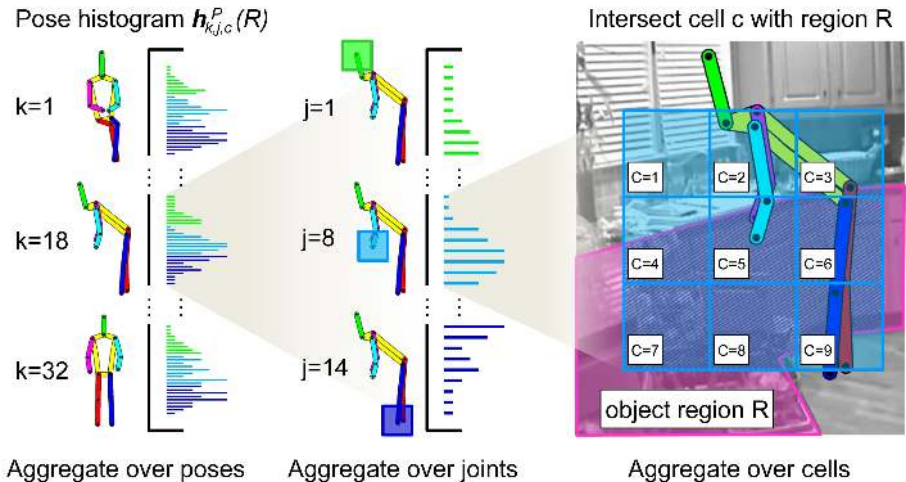 Pose histogram h^P_{k,j,c}(R)
Intersect cell c with region R
k=1
k=18
k=32
j=1
j=8
j=14
C=1 C=2 C=3
C=4 C=5 C=6
C=7 C=8 C=9
object region R
Aggregate over poses
Aggregate over joints
Aggregate over cells